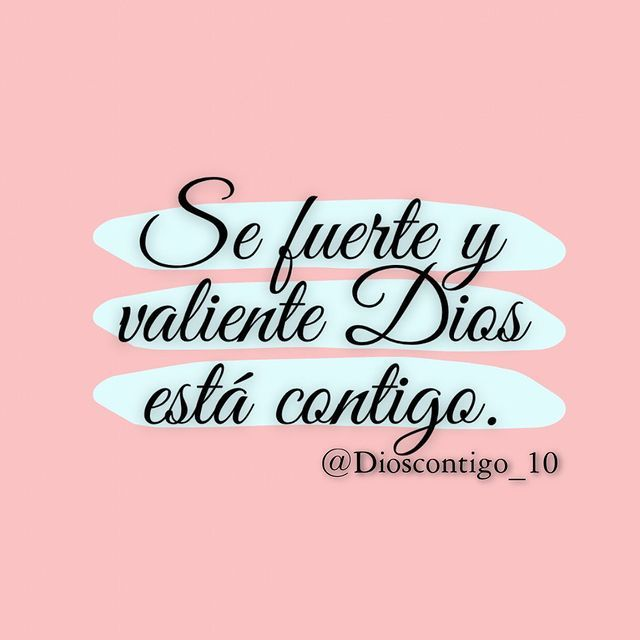 Se fuerte y
valiente Dios
está contigo.
@Dioscontigo_10